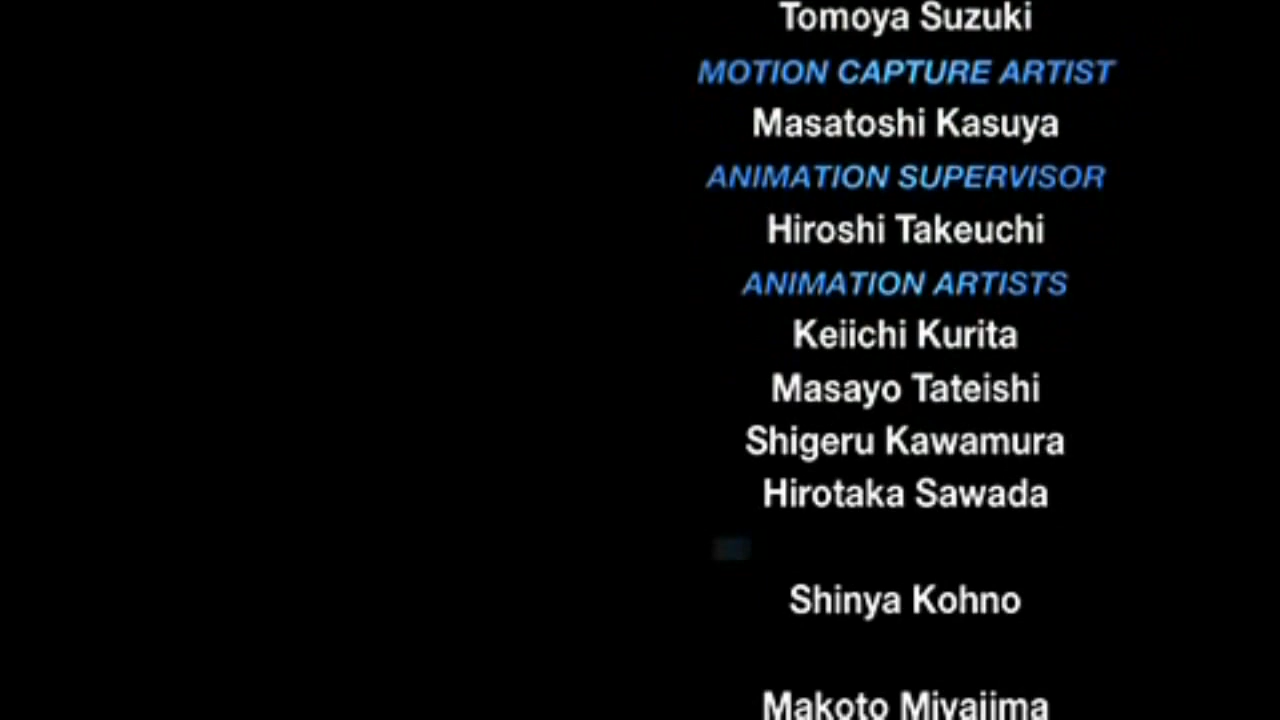 Tomoya Suzuki
MOTION CAPTURE ARTIST
Masatoshi Kasuya
ANIMATION SUPERVISOR
Hiroshi Takeuchi
ANIMATION ARTISTS
Keiichi Kurita
Masayo Tateishi
Shigeru Kawamura
Hirotaka Sawada
Shinya Kohno
Makoto Miyajima